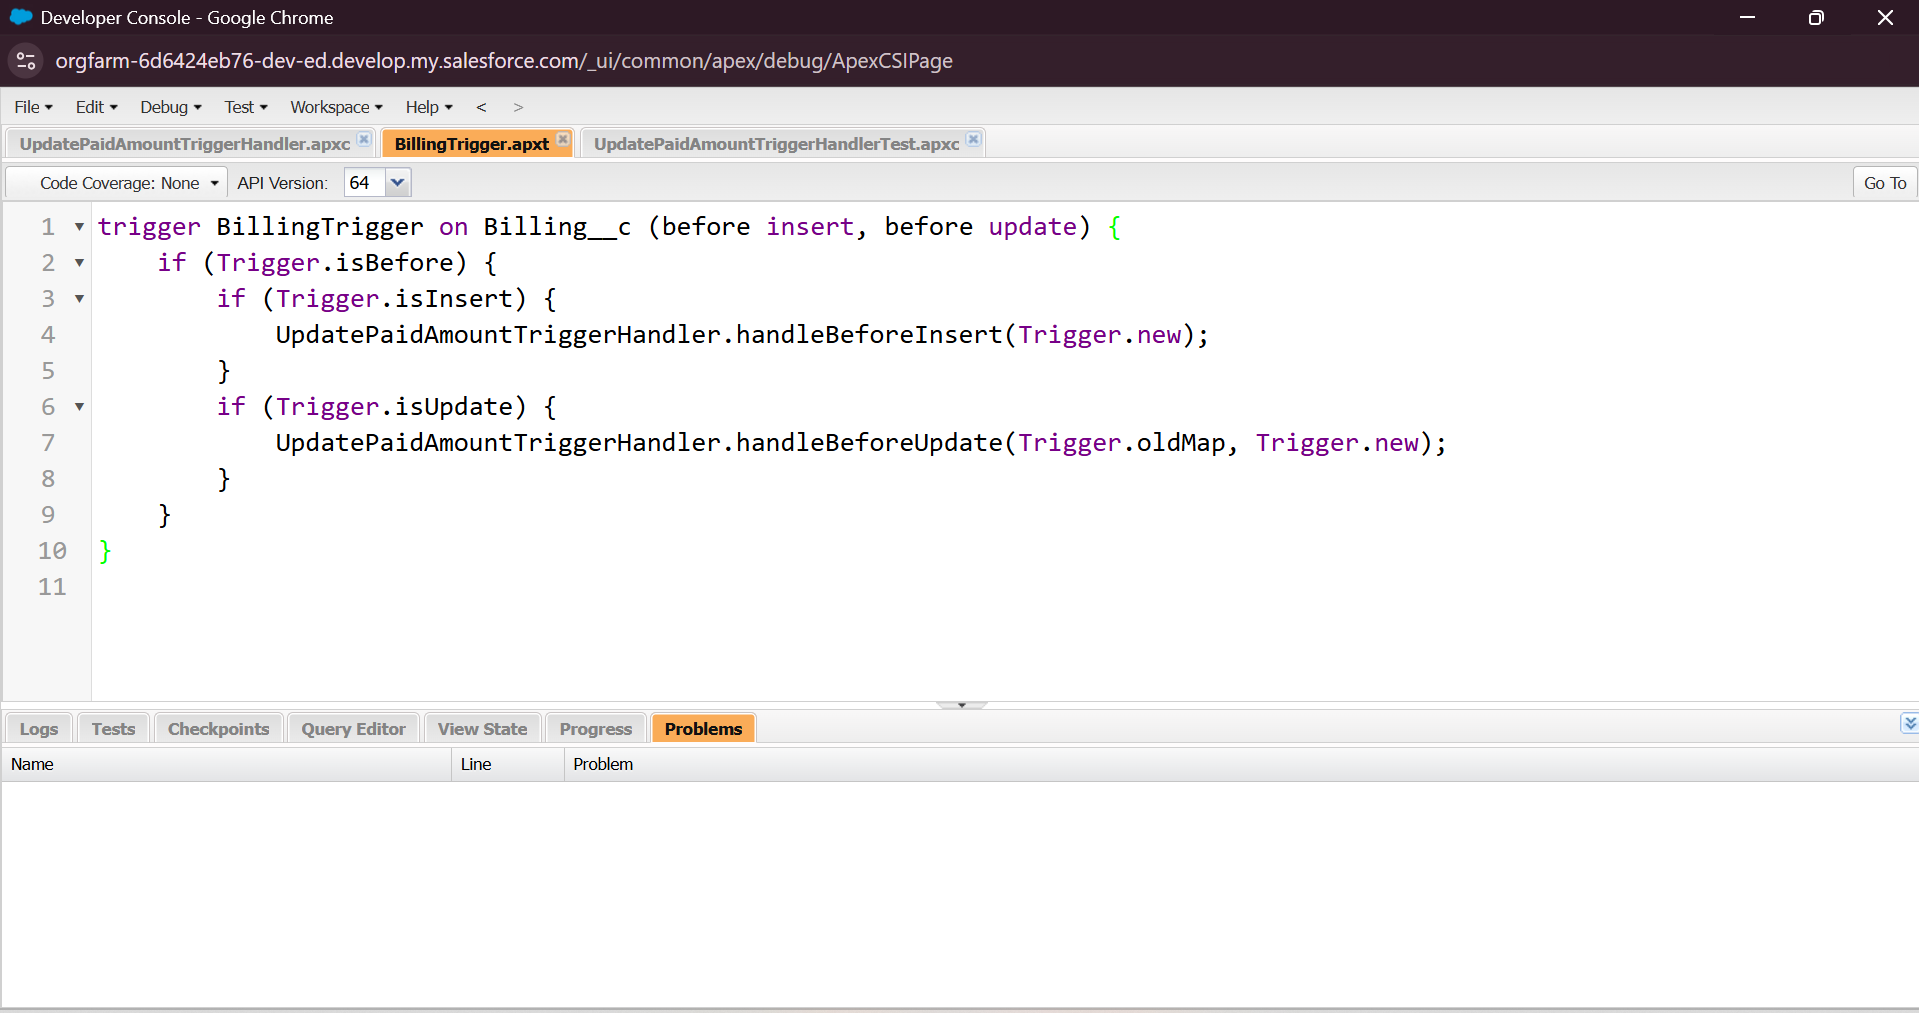 Developer Console - Google Chrome
orgfarm-6d6424eb76-dev-ed.develop.my.salesforce.com/_ui/common/apex/debug/ApexCSIPage
File Edit Debug Test Workspace Help < >
UpdatePaidAmountTriggerHandler.apxc BillingTrigger.apxt UpdatePaidAmountTriggerHandlerTest.apxc
Code Coverage: None API Version: 64 Go To
1 trigger BillingTrigger on Billing__c (before insert, before update) {
2     if (Trigger.isBefore) {
3         if (Trigger.isInsert) {
4             UpdatePaidAmountTriggerHandler.handleBeforeInsert(Trigger.new);
5         }
6         if (Trigger.isUpdate) {
7             UpdatePaidAmountTriggerHandler.handleBeforeUpdate(Trigger.oldMap, Trigger.new);
8         }
9     }
10 }
11
Logs Tests Checkpoints Query Editor View State Progress Problems
Name Line Problem